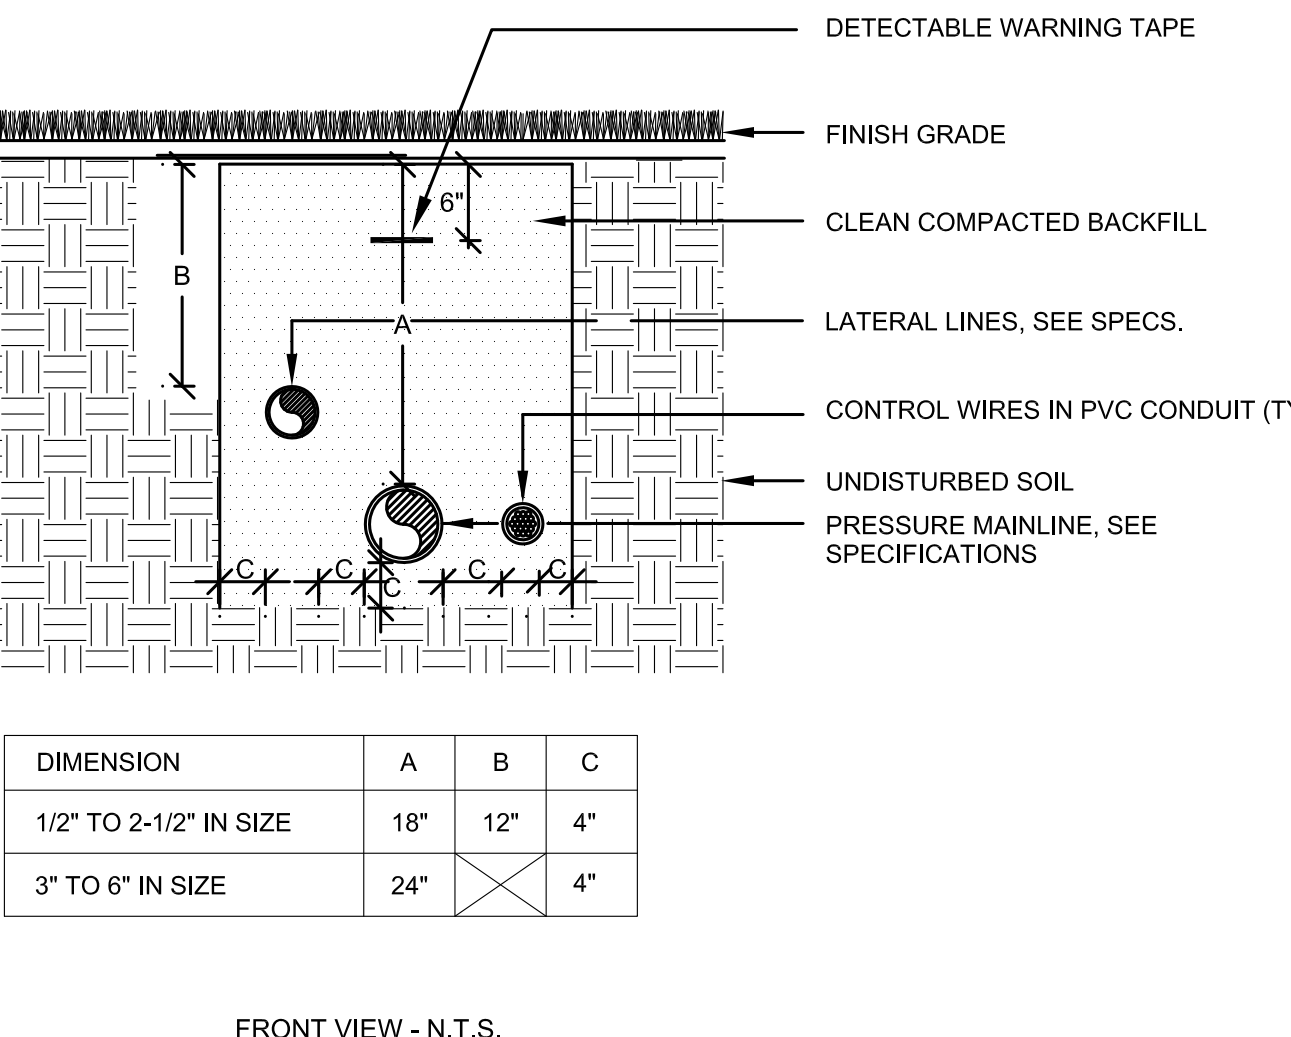 DETECTABLE WARNING TAPE
FINISH GRADE
6"
CLEAN COMPACTED BACKFILL
B
A
LATERAL LINES, SEE SPECS.
CONTROL WIRES IN PVC CONDUIT (TY
UNDISTURBED SOIL
PRESSURE MAINLINE, SEE
SPECIFICATIONS
C C C C
C
DIMENSION A B C
1/2" TO 2-1/2" IN SIZE 18" 12" 4"
3" TO 6" IN SIZE 24" 4"
FRONT VIEW - N.T.S.